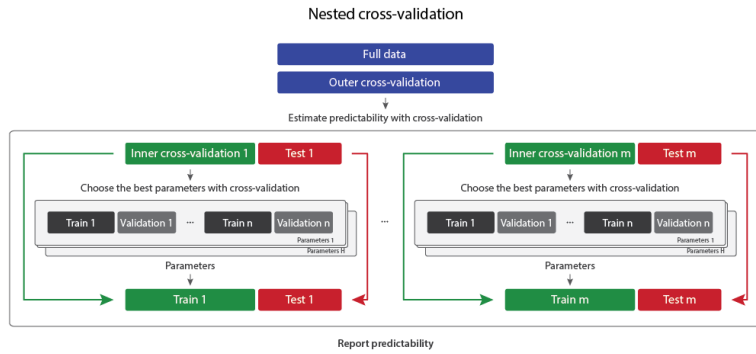 Nested cross-validation
Full data
Outer cross-validation
Estimate predictability with cross-validation
Inner cross-validation 1 Test 1
Inner cross-validation m Test m
Choose the best parameters with cross-validation
Choose the best parameters with cross-validation
Train 1 Validation 1 ... Train n Validation n
Parameters 1
Parameters H
...
Train 1 Validation 1 ... Train n Validation n
Parameters 1
Parameters H
Parameters
Parameters
Train 1 Test 1
Train m Test m
Report predictability